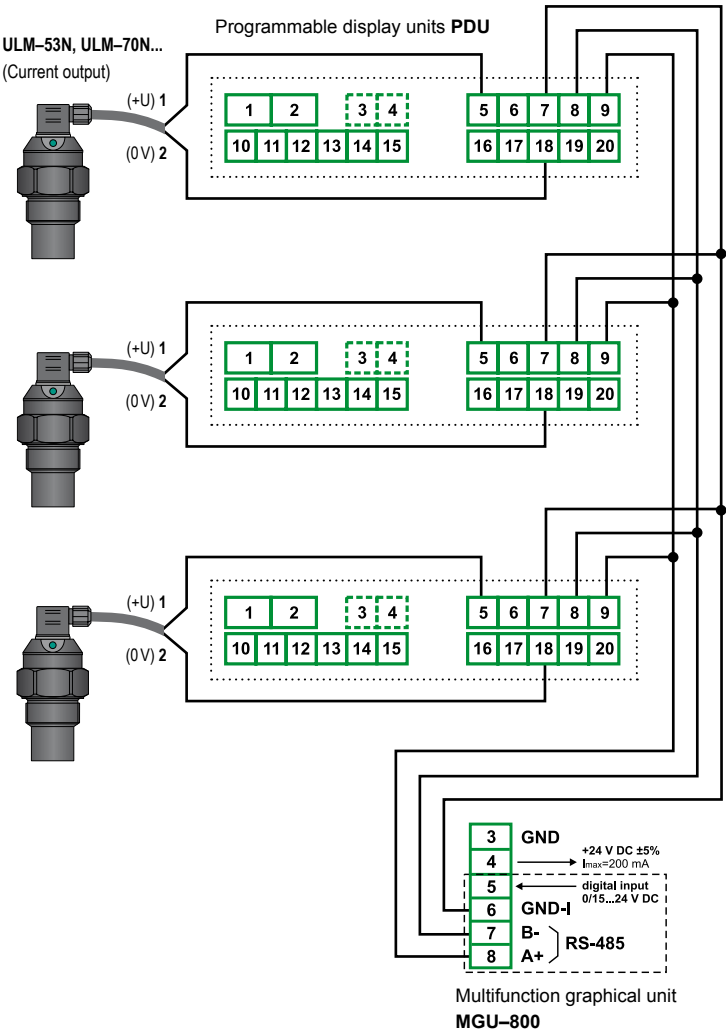 Programmable display units PDU
ULM–53N, ULM–70N...
(Current output)
(+U) 1
(0 V) 2
1 2 3 4 5 6 7 8 9
10 11 12 13 14 15 16 17 18 19 20
(+U) 1
(0 V) 2
1 2 3 4 5 6 7 8 9
10 11 12 13 14 15 16 17 18 19 20
(+U) 1
(0 V) 2
1 2 3 4 5 6 7 8 9
10 11 12 13 14 15 16 17 18 19 20
3 GND
4 +24 V DC ±5%
Imax=200 mA
5 digital input
0/15...24 V DC
6 GND-I
7 B-
RS-485
8 A+
Multifunction graphical unit
MGU–800